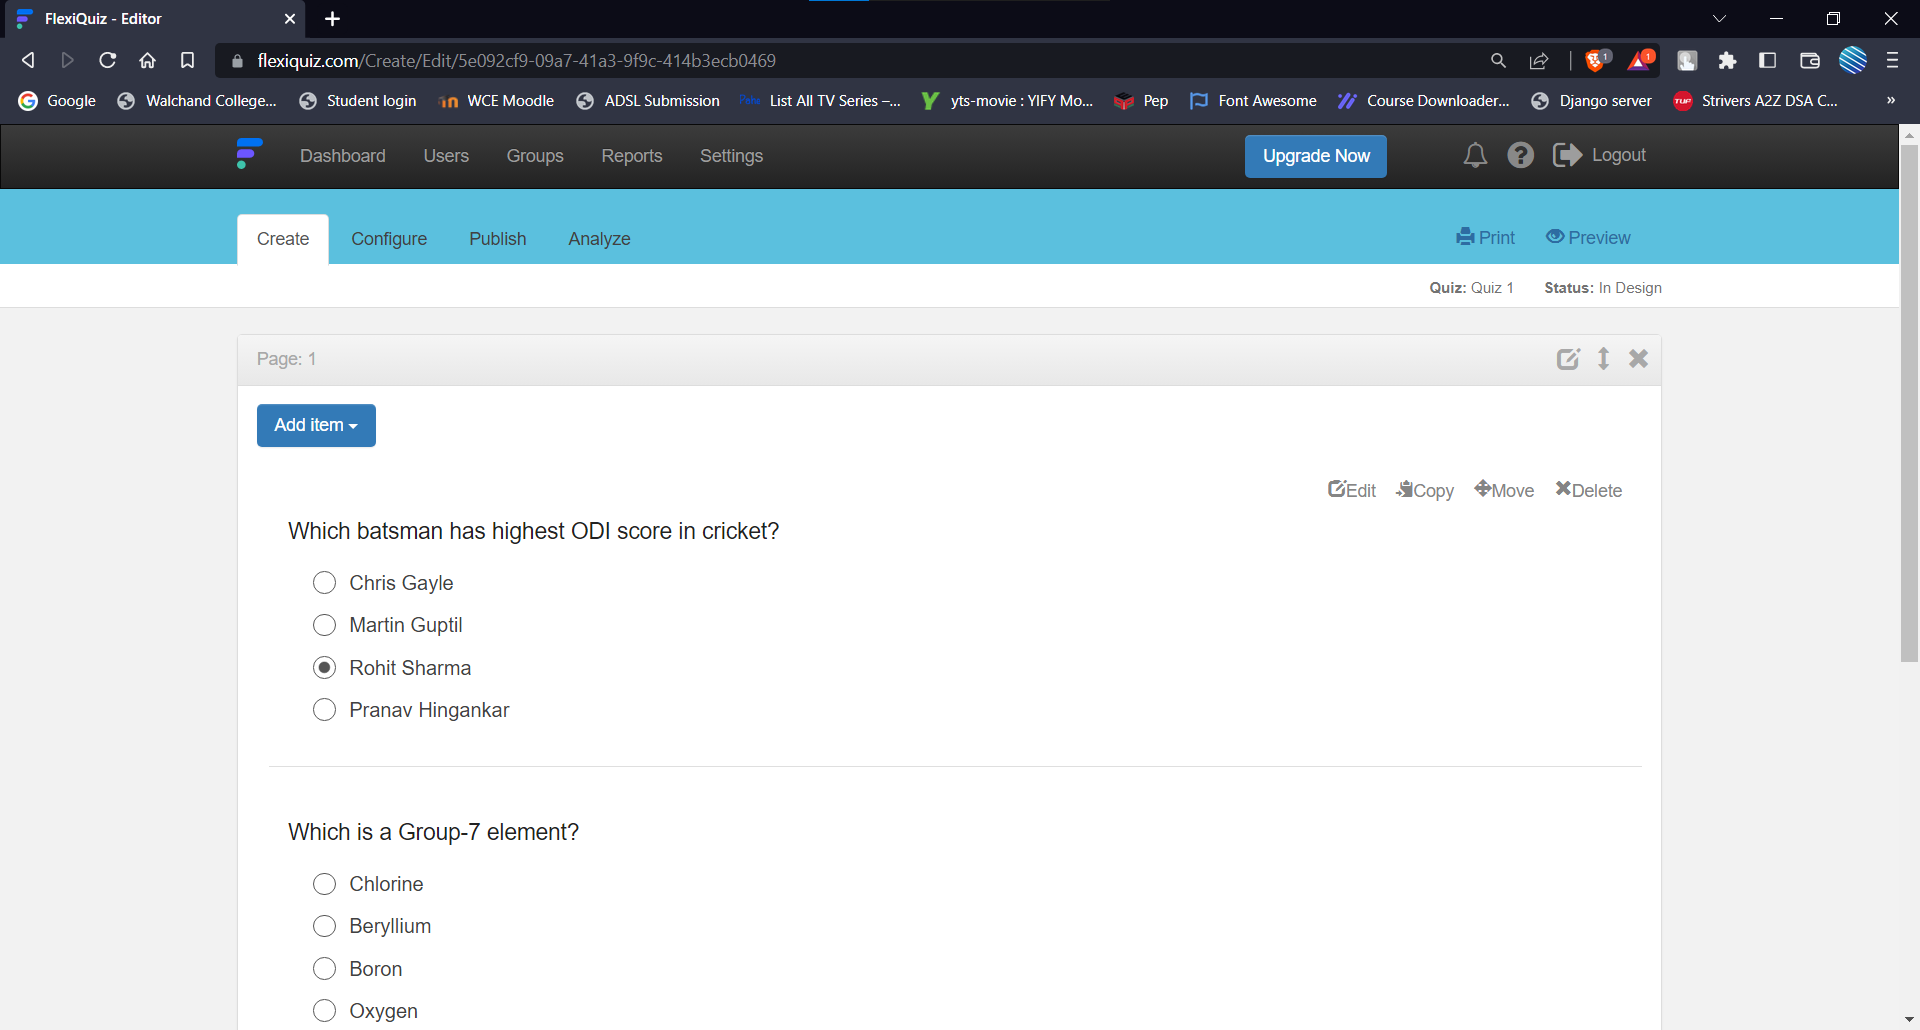 FlexiQuiz - Editor
flexiquiz.com/Create/Edit/5e092cf9-09a7-41a3-9f9c-414b3ecb0469
1 1
Google Walchand College... Student login WCE Moodle ADSL Submission List All TV Series –... yts-movie : YIFY Mo... Pep Font Awesome Course Downloader... Django server TUF Strivers A2Z DSA C... »
Dashboard Users Groups Reports Settings Upgrade Now Logout
Create Configure Publish Analyze Print Preview
Quiz: Quiz 1 Status: In Design
Page: 1
Add item
Edit Copy Move Delete
Which batsman has highest ODI score in cricket?
Chris Gayle
Martin Guptil
Rohit Sharma
Pranav Hingankar
Which is a Group-7 element?
Chlorine
Beryllium
Boron
Oxygen